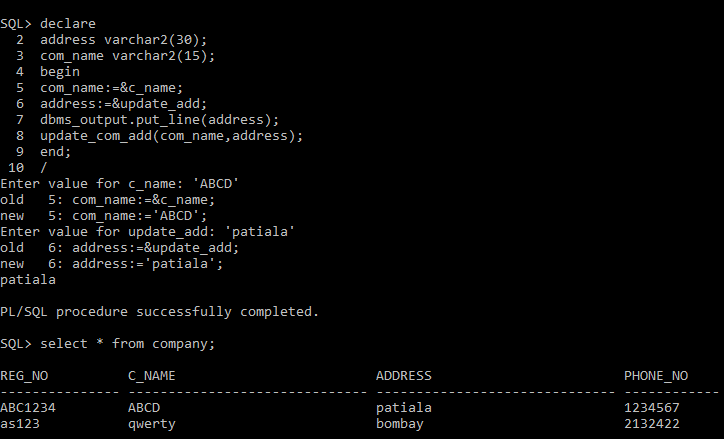 SQL> declare
2 address varchar2(30);
3 com_name varchar2(15);
4 begin
5 com_name:=&c_name;
6 address:=&update_add;
7 dbms_output.put_line(address);
8 update_com_add(com_name,address);
9 end;
10 /
Enter value for c_name: 'ABCD'
old 5: com_name:=&c_name;
new 5: com_name:='ABCD';
Enter value for update_add: 'patiala'
old 6: address:=&update_add;
new 6: address:='patiala';
patiala
PL/SQL procedure successfully completed.
SQL> select * from company;
REG_NO C_NAME ADDRESS PHONE_NO
--------------- ------------------------------ ------------------------------ ------------
ABC1234 ABCD patiala 1234567
as123 qwerty bombay 2132422